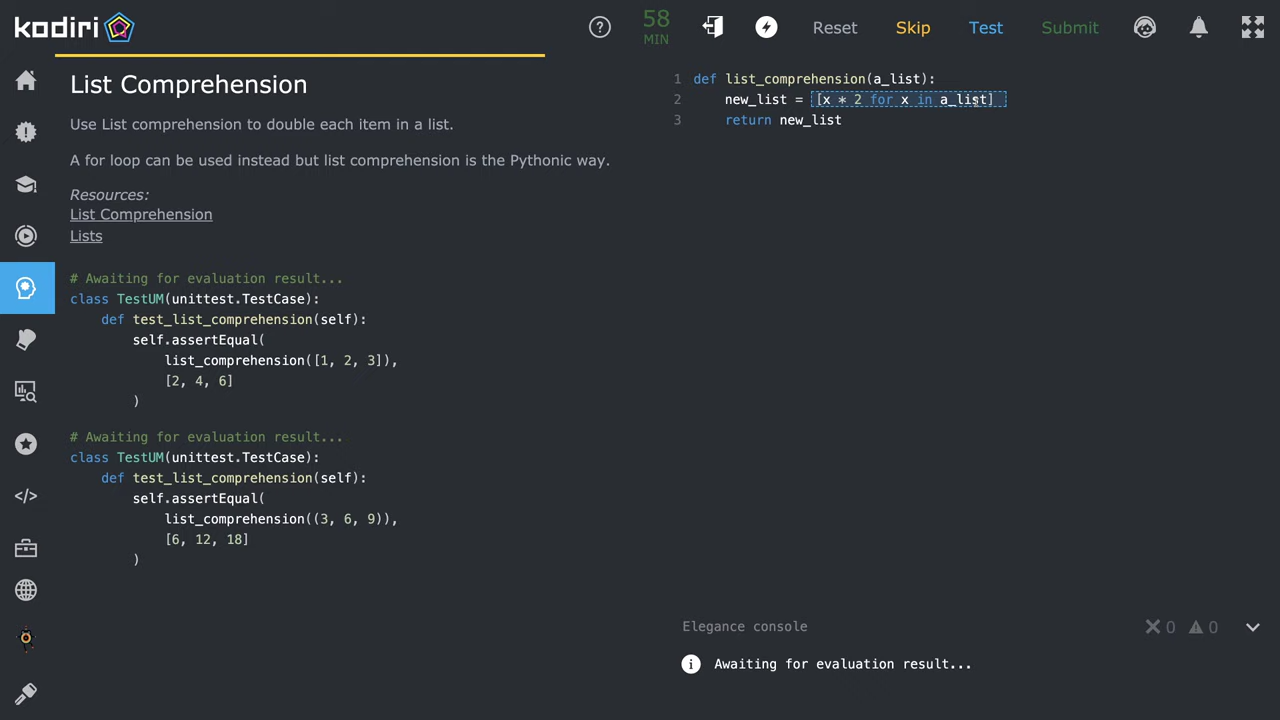 kodiri
58
MIN
Reset
Skip
Test
Submit
List Comprehension
Use List comprehension to double each item in a list.
A for loop can be used instead but list comprehension is the Pythonic way.
Resources:
List Comprehension
Lists
# Awaiting for evaluation result...
class TestUM(unittest.TestCase):
def test_list_comprehension(self):
self.assertEqual(
list_comprehension([1, 2, 3]),
[2, 4, 6]
)
# Awaiting for evaluation result...
class TestUM(unittest.TestCase):
def test_list_comprehension(self):
self.assertEqual(
list_comprehension((3, 6, 9)),
[6, 12, 18]
)
1 def list_comprehension(a_list):
2 new_list = [x * 2 for x in a_list]
3 return new_list
Elegance console
0
0
Awaiting for evaluation result...